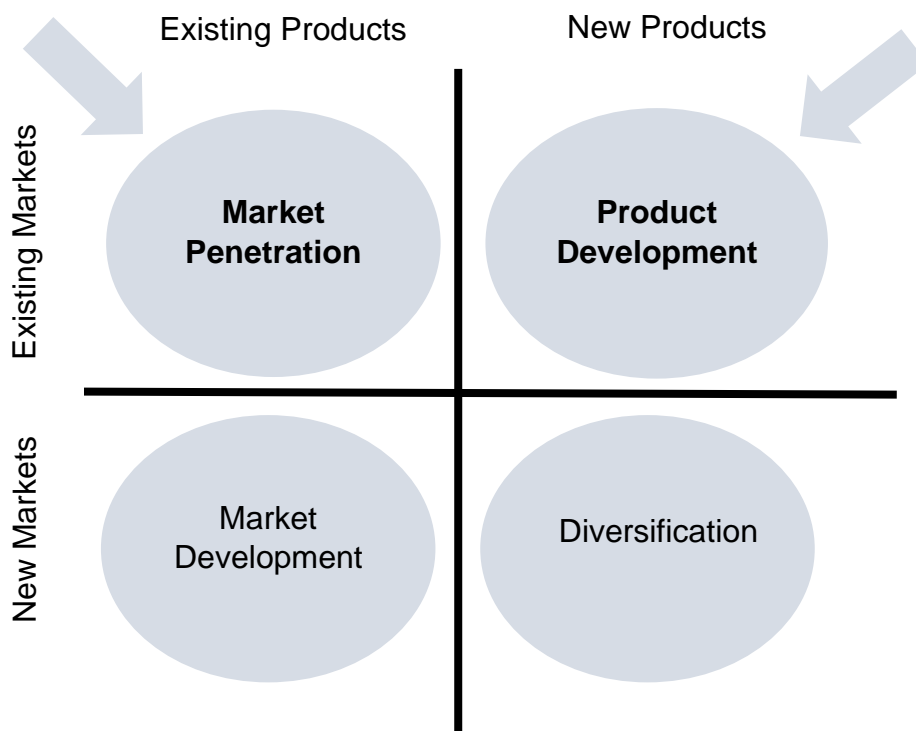 Existing Products
New Products
Existing Markets
Market
Penetration
Product
Development
New Markets
Market
Development
Diversification